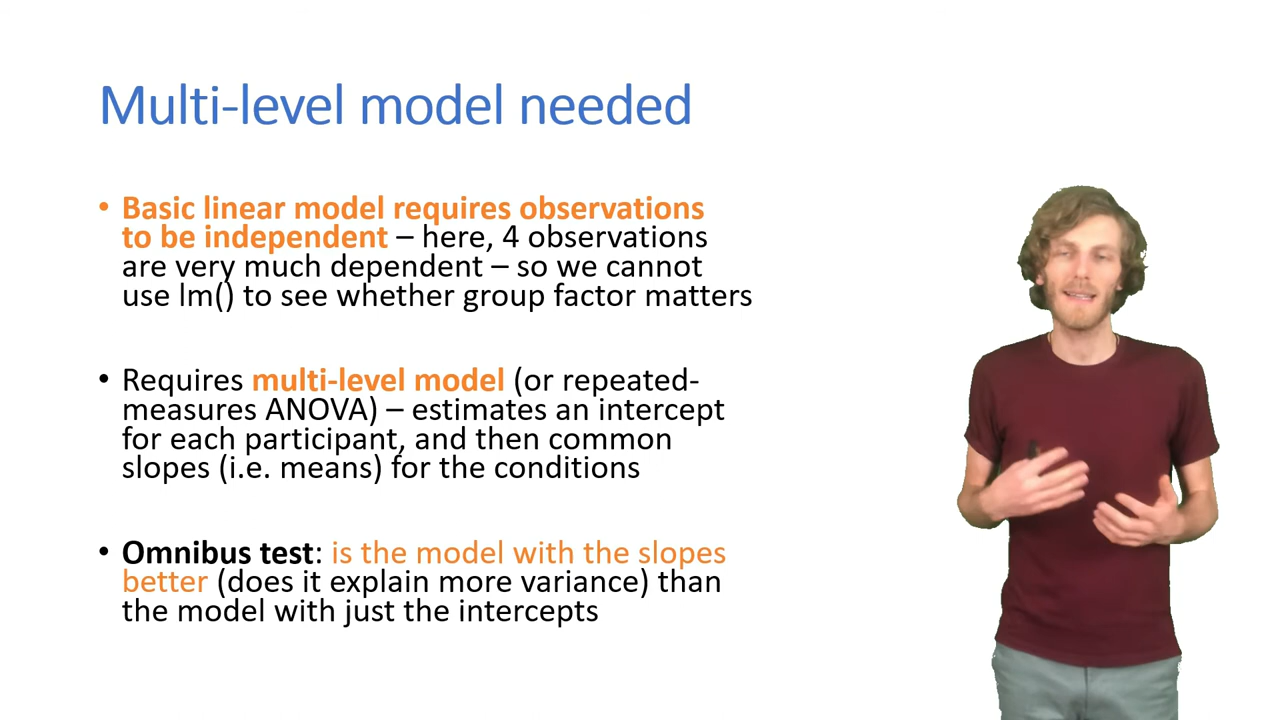 Multi-level model needed
• Basic linear model requires observations
to be independent – here, 4 observations
are very much dependent – so we cannot
use lm() to see whether group factor matters
• Requires multi-level model (or repeated-
measures ANOVA) – estimates an intercept
for each participant, and then common
slopes (i.e. means) for the conditions
• Omnibus test: is the model with the slopes
better (does it explain more variance) than
the model with just the intercepts